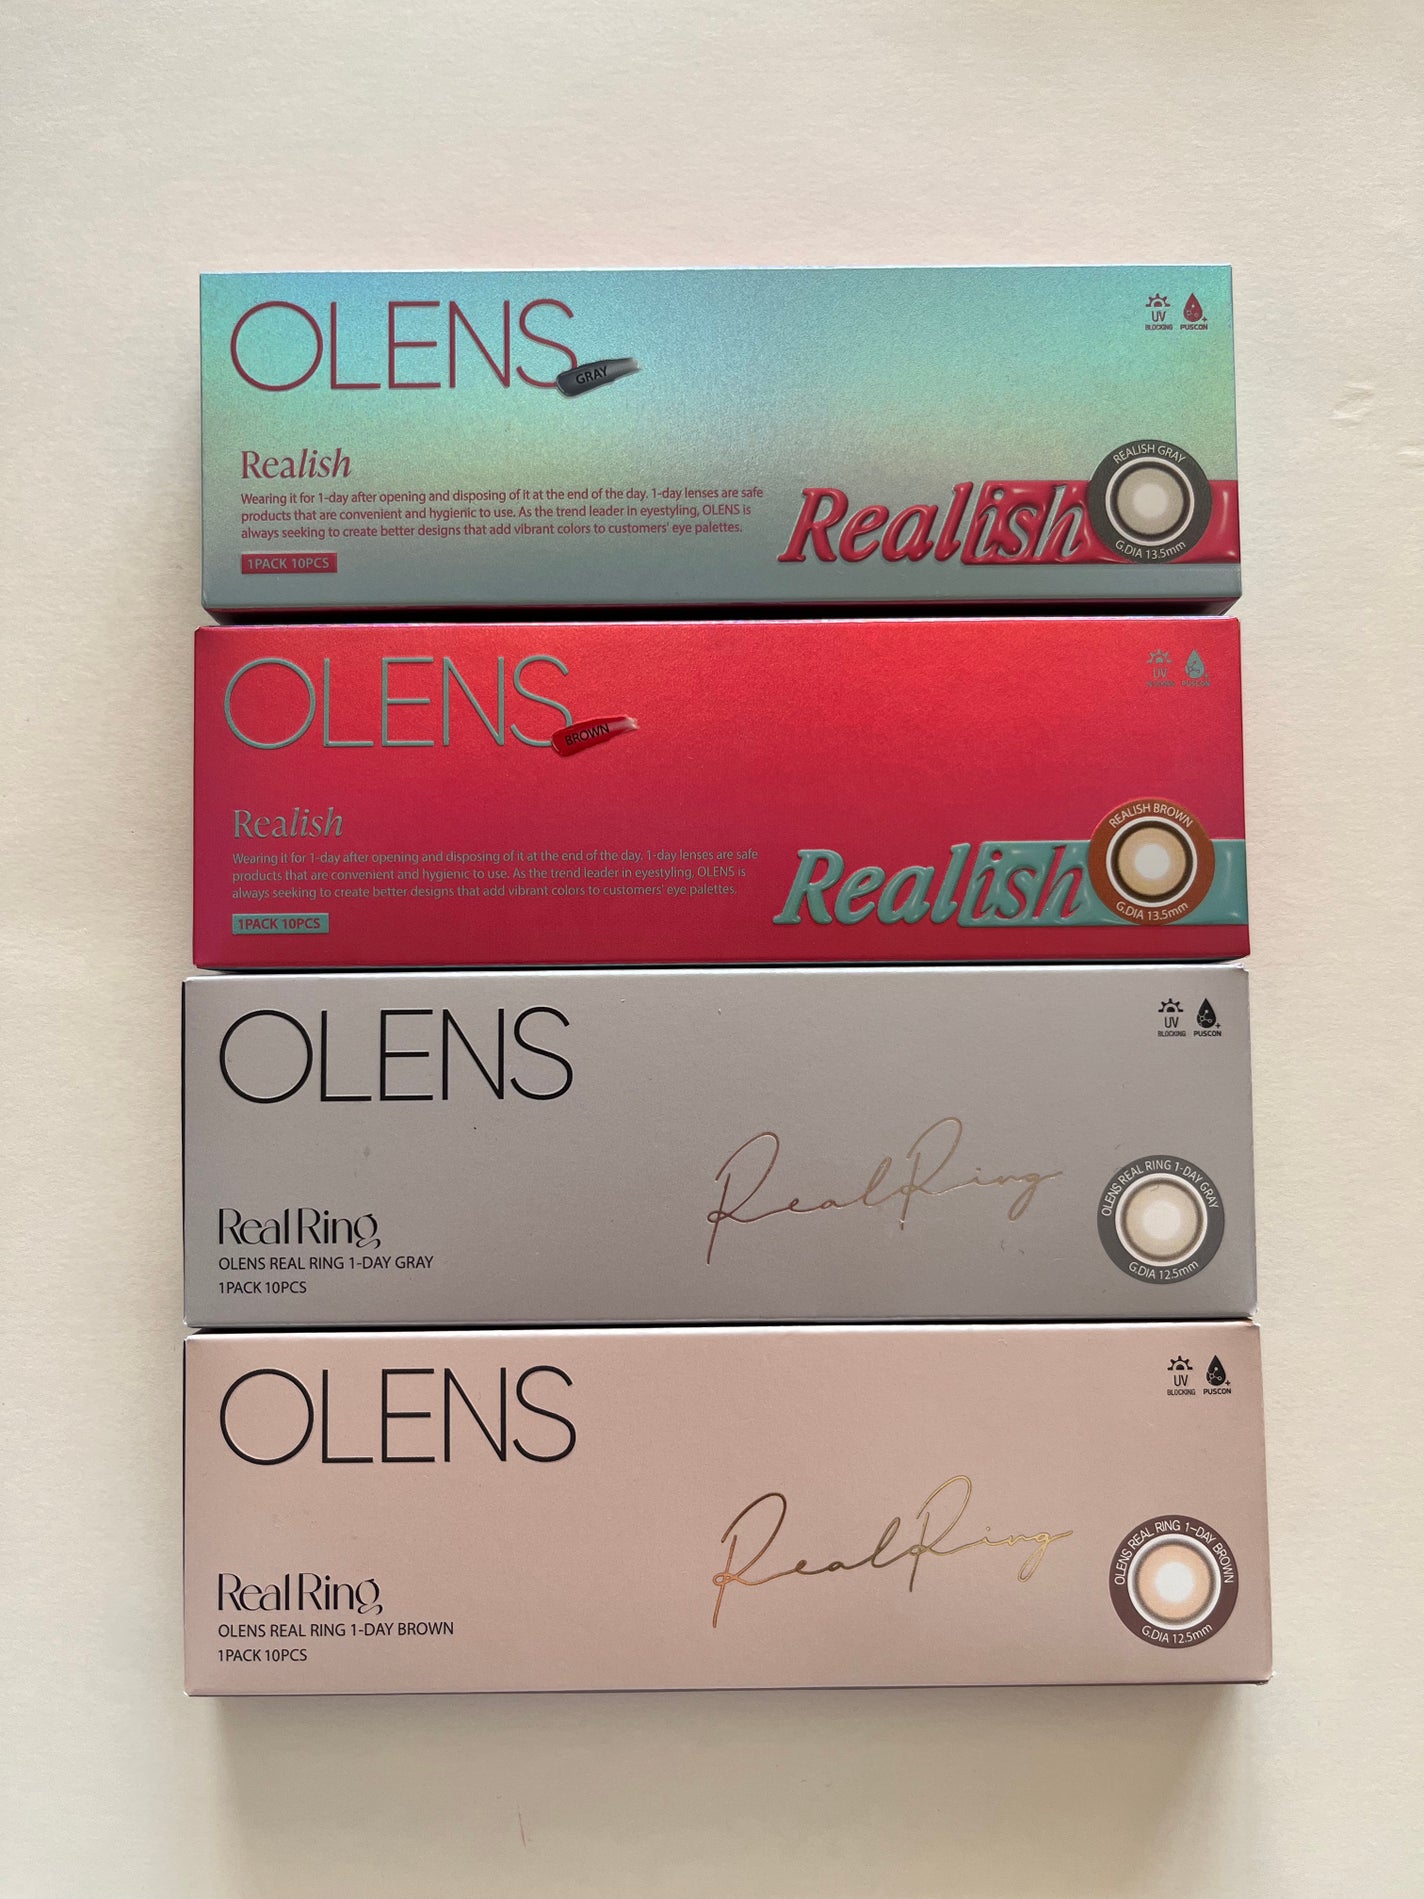 OLENS
GRAY
UV
BLOCKING
PUSCON
Realish
Wearing it for 1-day after opening and disposing of it at the end of the day. 1-day lenses are safe
products that are convenient and hygienic to use. As the trend leader in eyestyling, OLENS is
always seeking to create better designs that add vibrant colors to customers' eye palettes.
1PACK 10PCS
Realish
REALISH GRAY
G.DIA 13.5mm
OLENS
BROWN
UV
BLOCKING
PUSCON
Realish
Wearing it for 1-day after opening and disposing of it at the end of the day. 1-day lenses are safe
products that are convenient and hygienic to use. As the trend leader in eyestyling, OLENS is
always seeking to create better designs that add vibrant colors to customers' eye palettes.
1PACK 10PCS
Realish
REALISH BROWN
G.DIA 13.5mm
OLENS
UV
BLOCKING
PUSCON
RealRing
Real Ring
OLENS REAL RING 1-DAY GRAY
1PACK 10PCS
OLENS REAL RING 1-DAY GRAY
G.DIA 12.5mm
OLENS
UV
BLOCKING
PUSCON
RealRing
Real Ring
OLENS REAL RING 1-DAY BROWN
1PACK 10PCS
OLENS REAL RING 1-DAY BROWN
G.DIA 12.5mm